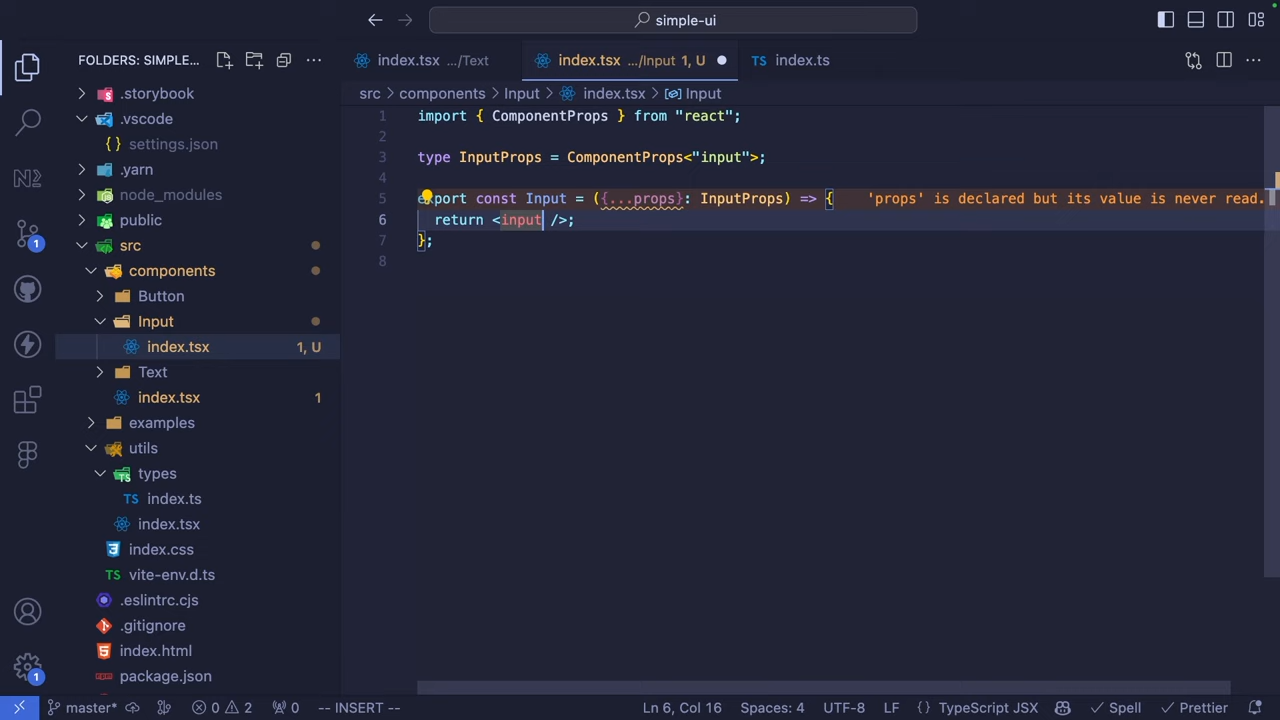 simple-ui
FOLDERS: SIMPLE...
index.tsx .../Text
index.tsx .../Input 1, U
TS index.ts
src > components > Input > index.tsx > Input
.storybook
.vscode
{} settings.json
.yarn
node_modules
public
src
components
Button
Input
index.tsx 1, U
Text
index.tsx 1
examples
utils
types
TS index.ts
index.tsx
index.css
TS vite-env.d.ts
.eslintrc.cjs
.gitignore
index.html
package.json
1
1
1 import { ComponentProps } from "react";
2
3 type InputProps = ComponentProps<"input">;
4
5 export const Input = ({...props}: InputProps) => { 'props' is declared but its value is never read.
6 return <input />;
7 };
8
master* 0 2 0 -- INSERT -- Ln 6, Col 16 Spaces: 4 UTF-8 LF {} TypeScript JSX Spell Prettier